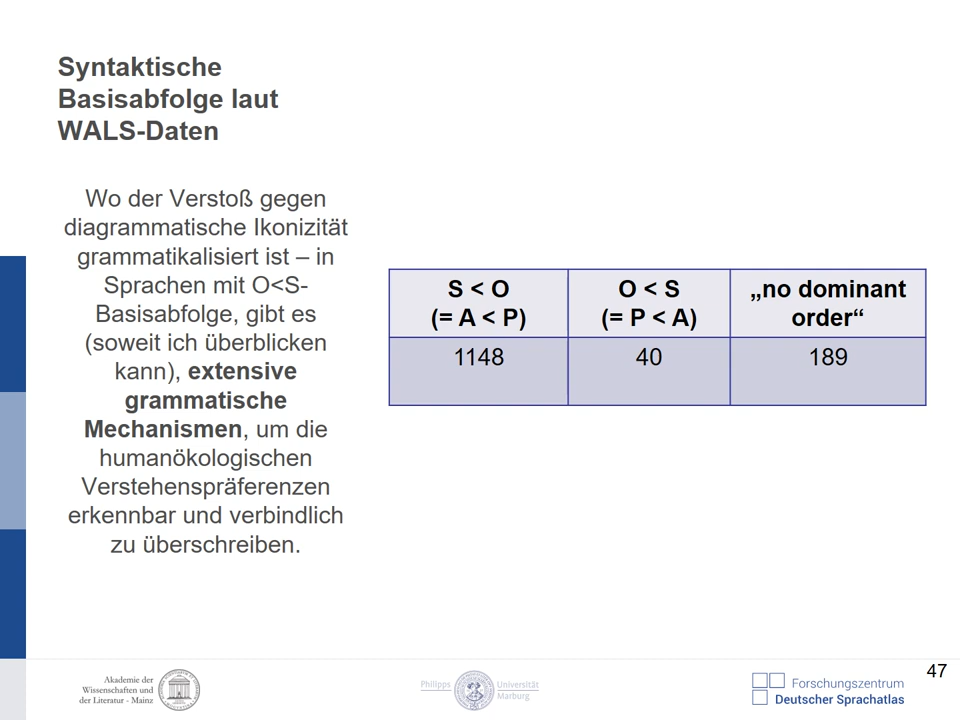 Syntaktische
Basisabfolge laut
WALS-Daten
Wo der Verstoß gegen
diagrammatische Ikonizität
grammatikalisiert ist – in
Sprachen mit O<S-
Basisabfolge, gibt es
(soweit ich überblicken
kann), extensive
grammatische
Mechanismen, um die
humanökologischen
Verstehenspräferenzen
erkennbar und verbindlich
zu überschreiben.
S < O
(= A < P)
O < S
(= P < A)
„no dominant
order“
1148
40
189
Akademie der
Wissenschaften und
der Literatur - Mainz
Philipps
Universität
Marburg
Forschungszentrum
Deutscher Sprachatlas
47